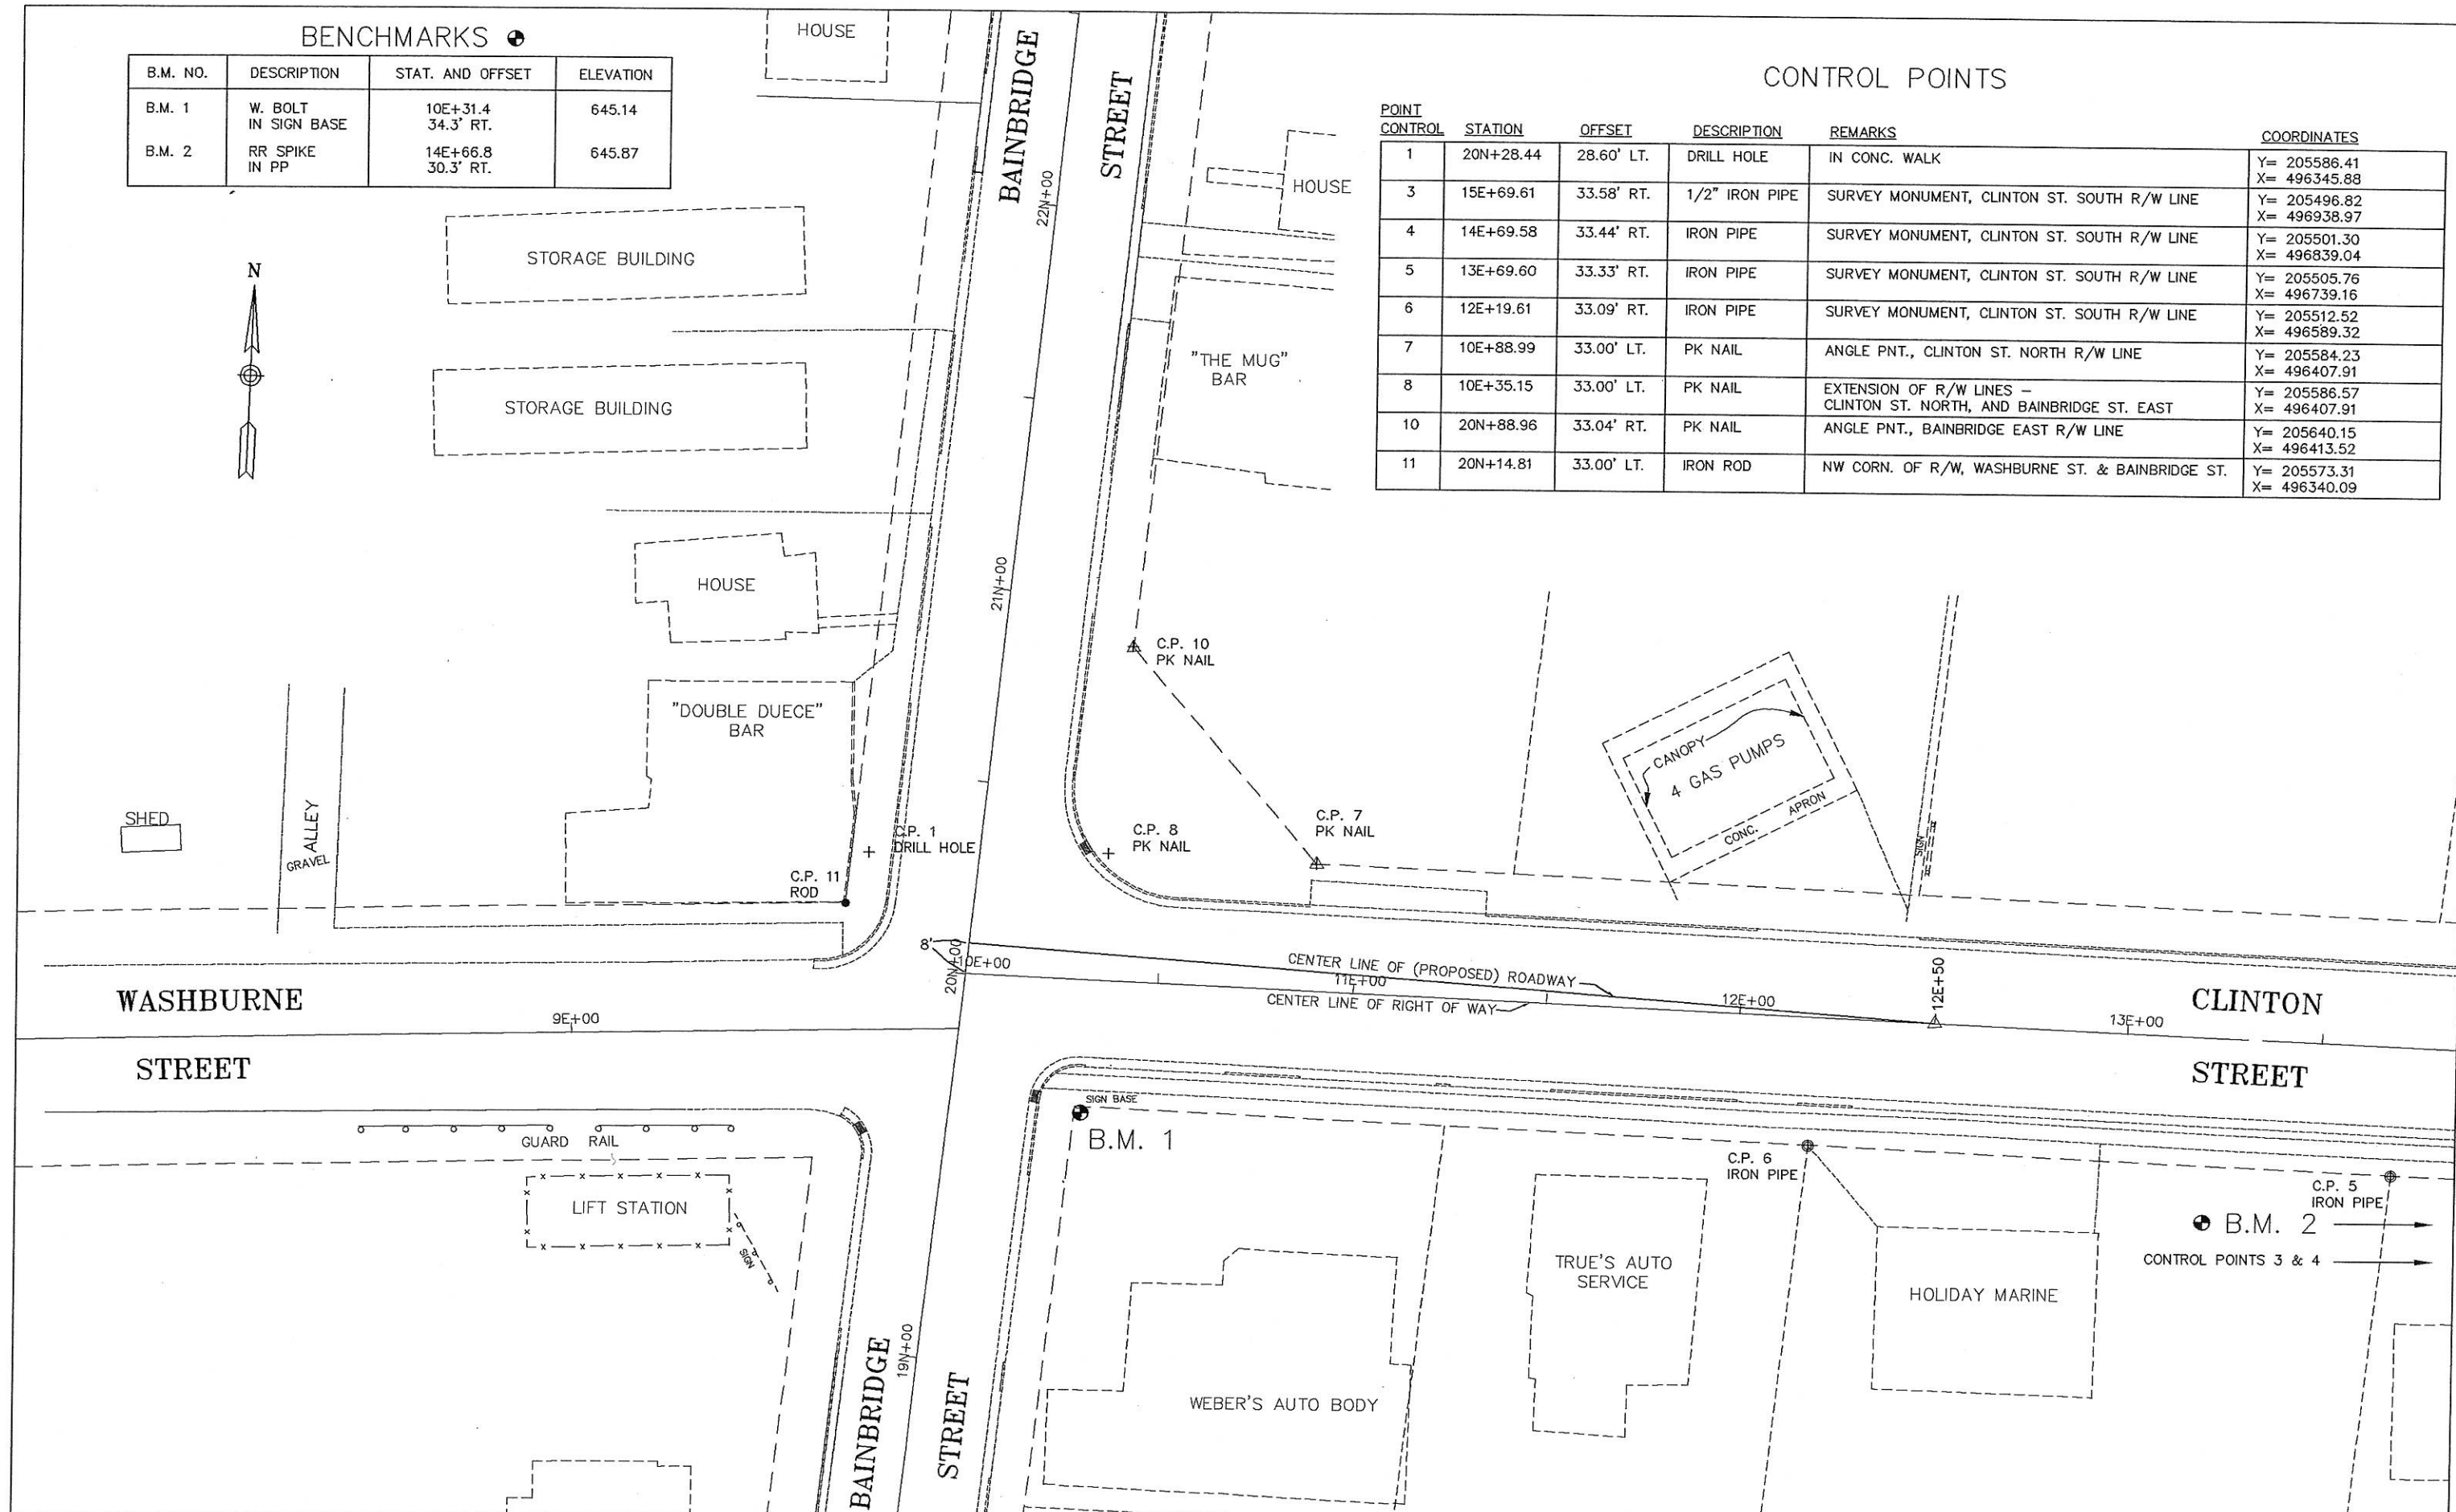 BENCHMARKS
B.M. NO. DESCRIPTION STAT. AND OFFSET ELEVATION
B.M. 1 W. BOLT 10E+31.4 645.14
IN SIGN BASE 34.3' RT.
B.M. 2 RR SPIKE 14E+66.8 645.87
IN PP 30.3' RT.
CONTROL POINTS
POINT
CONTROL STATION OFFSET DESCRIPTION REMARKS COORDINATES
1 20N+28.44 28.60' LT. DRILL HOLE IN CONC. WALK Y= 205586.41
X= 496345.88
3 15E+69.61 33.58' RT. 1/2" IRON PIPE SURVEY MONUMENT, CLINTON ST. SOUTH R/W LINE Y= 205496.82
X= 496938.97
4 14E+69.58 33.44' RT. IRON PIPE SURVEY MONUMENT, CLINTON ST. SOUTH R/W LINE Y= 205501.30
X= 496839.04
5 13E+69.60 33.33' RT. IRON PIPE SURVEY MONUMENT, CLINTON ST. SOUTH R/W LINE Y= 205505.76
X= 496739.16
6 12E+19.61 33.09' RT. IRON PIPE SURVEY MONUMENT, CLINTON ST. SOUTH R/W LINE Y= 205512.52
X= 496589.32
7 10E+88.99 33.00' LT. PK NAIL ANGLE PNT., CLINTON ST. NORTH R/W LINE Y= 205584.23
X= 496407.91
8 10E+35.15 33.00' LT. PK NAIL EXTENSION OF R/W LINES – Y= 205586.57
CLINTON ST. NORTH, AND BAINBRIDGE ST. EAST X= 496407.91
10 20N+88.96 33.04' RT. PK NAIL ANGLE PNT., BAINBRIDGE EAST R/W LINE Y= 205640.15
X= 496413.52
11 20N+14.81 33.00' LT. IRON ROD NW CORN. OF R/W, WASHBURNE ST. & BAINBRIDGE ST. Y= 205573.31
X= 496340.09
HOUSE
BAINBRIDGE
STREET
22N+00
HOUSE
STORAGE BUILDING
N
STORAGE BUILDING
"THE MUG"
BAR
21N+00
HOUSE
C.P. 10
PK NAIL
"DOUBLE DUECE"
BAR
CANOPY
4 GAS PUMPS
CONC. APRON
SIGN
SHED
ALLEY
GRAVEL
C.P. 1
DRILL HOLE
C.P. 8
PK NAIL
C.P. 7
PK NAIL
C.P. 11
ROD
8'
20N+00
10E+00
CENTER LINE OF (PROPOSED) ROADWAY
11E+00
CENTER LINE OF RIGHT OF WAY
12E+00
12E+50
13E+00
CLINTON
STREET
WASHBURNE
STREET
9E+00
GUARD RAIL
LIFT STATION
SIGN
SIGN BASE
B.M. 1
C.P. 6
IRON PIPE
C.P. 5
IRON PIPE
B.M. 2
CONTROL POINTS 3 & 4
TRUE'S AUTO
SERVICE
HOLIDAY MARINE
WEBER'S AUTO BODY
19N+00
BAINBRIDGE
STREET